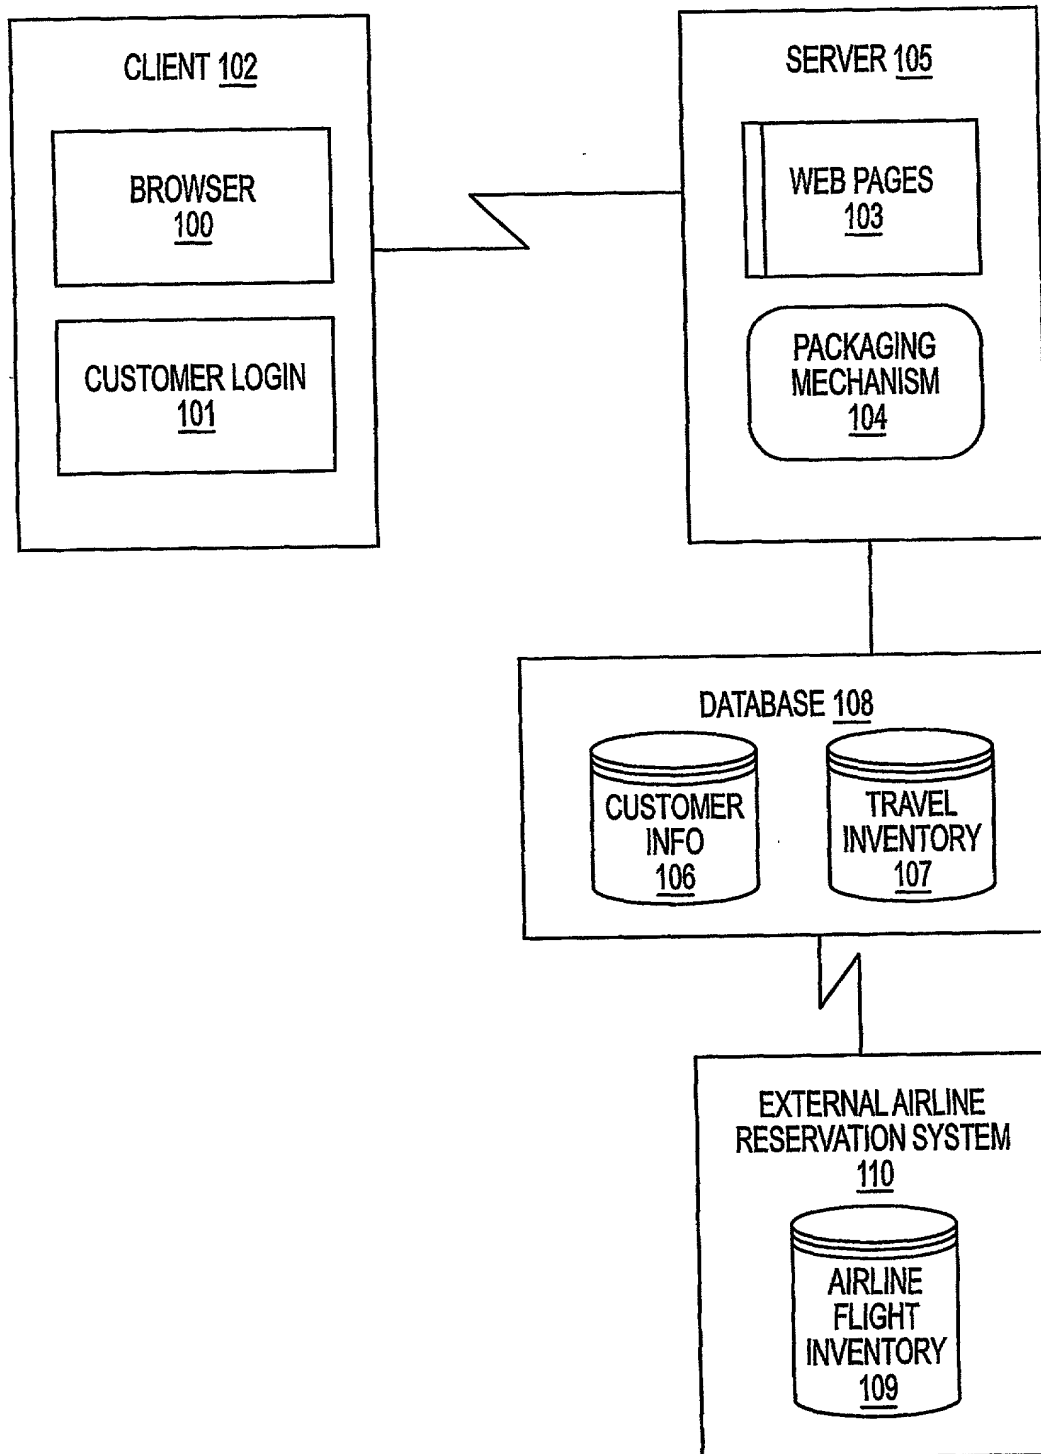 CLIENT 102
BROWSER
100
CUSTOMER LOGIN
101
SERVER 105
WEB PAGES
103
PACKAGING
MECHANISM
104
DATABASE 108
CUSTOMER
INFO
106
TRAVEL
INVENTORY
107
EXTERNAL AIRLINE
RESERVATION SYSTEM
110
AIRLINE
FLIGHT
INVENTORY
109